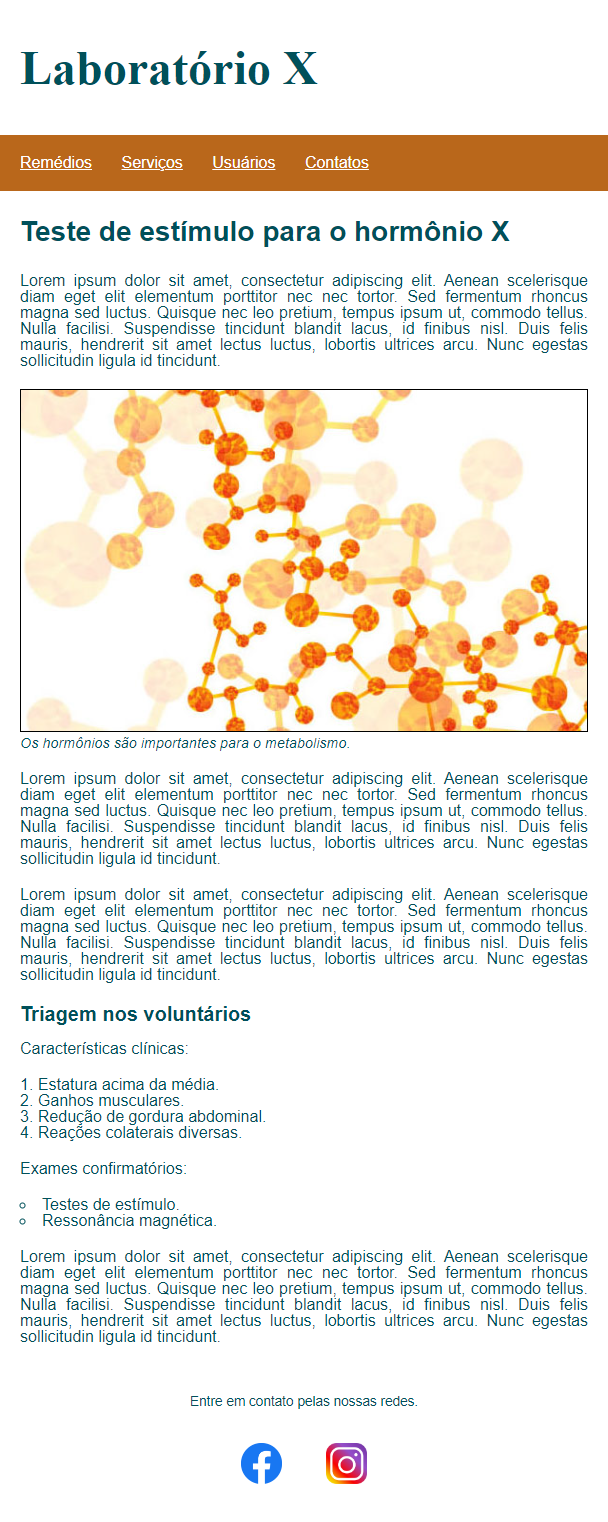 Laboratório X
Remédios Serviços Usuários Contatos
Teste de estímulo para o hormônio X
Lorem ipsum dolor sit amet, consectetur adipiscing elit. Aenean scelerisque
diam eget elit elementum porttitor nec nec tortor. Sed fermentum rhoncus
magna sed luctus. Quisque nec leo pretium, tempus ipsum ut, commodo tellus.
Nulla facilisi. Suspendisse tincidunt blandit lacus, id finibus nisl. Duis felis
mauris, hendrerit sit amet lectus luctus, lobortis ultrices arcu. Nunc egestas
sollicitudin ligula id tincidunt.
Os hormônios são importantes para o metabolismo.
Lorem ipsum dolor sit amet, consectetur adipiscing elit. Aenean scelerisque
diam eget elit elementum porttitor nec nec tortor. Sed fermentum rhoncus
magna sed luctus. Quisque nec leo pretium, tempus ipsum ut, commodo tellus.
Nulla facilisi. Suspendisse tincidunt blandit lacus, id finibus nisl. Duis felis
mauris, hendrerit sit amet lectus luctus, lobortis ultrices arcu. Nunc egestas
sollicitudin ligula id tincidunt.
Lorem ipsum dolor sit amet, consectetur adipiscing elit. Aenean scelerisque
diam eget elit elementum porttitor nec nec tortor. Sed fermentum rhoncus
magna sed luctus. Quisque nec leo pretium, tempus ipsum ut, commodo tellus.
Nulla facilisi. Suspendisse tincidunt blandit lacus, id finibus nisl. Duis felis
mauris, hendrerit sit amet lectus luctus, lobortis ultrices arcu. Nunc egestas
sollicitudin ligula id tincidunt.
Triagem nos voluntários
Características clínicas:
1. Estatura acima da média.
2. Ganhos musculares.
3. Redução de gordura abdominal.
4. Reações colaterais diversas.
Exames confirmatórios:
Testes de estímulo.
Ressonância magnética.
Lorem ipsum dolor sit amet, consectetur adipiscing elit. Aenean scelerisque
diam eget elit elementum porttitor nec nec tortor. Sed fermentum rhoncus
magna sed luctus. Quisque nec leo pretium, tempus ipsum ut, commodo tellus.
Nulla facilisi. Suspendisse tincidunt blandit lacus, id finibus nisl. Duis felis
mauris, hendrerit sit amet lectus luctus, lobortis ultrices arcu. Nunc egestas
sollicitudin ligula id tincidunt.
Entre em contato pelas nossas redes.